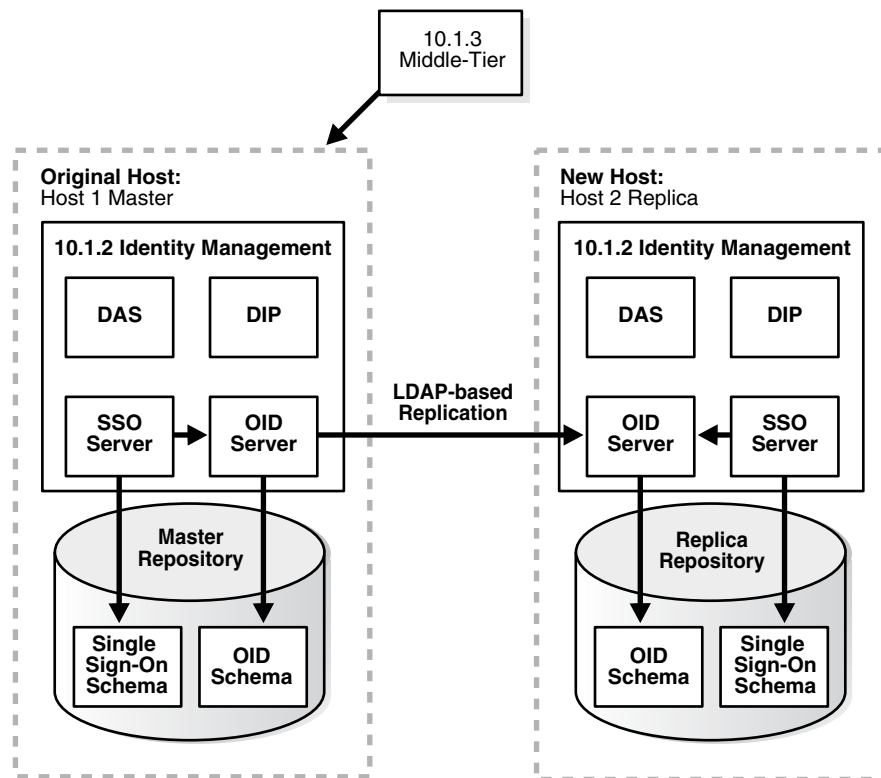 10.1.3
Middle-Tier
Original Host:
Host 1 Master
10.1.2 Identity Management
DAS
DIP
SSO
Server
OID
Server
Master
Repository
Single
Sign-On
Schema
OID
Schema
LDAP-based
Replication
New Host:
Host 2 Replica
10.1.2 Identity Management
DAS
DIP
OID
Server
SSO
Server
Replica
Repository
OID
Schema
Single
Sign-On
Schema